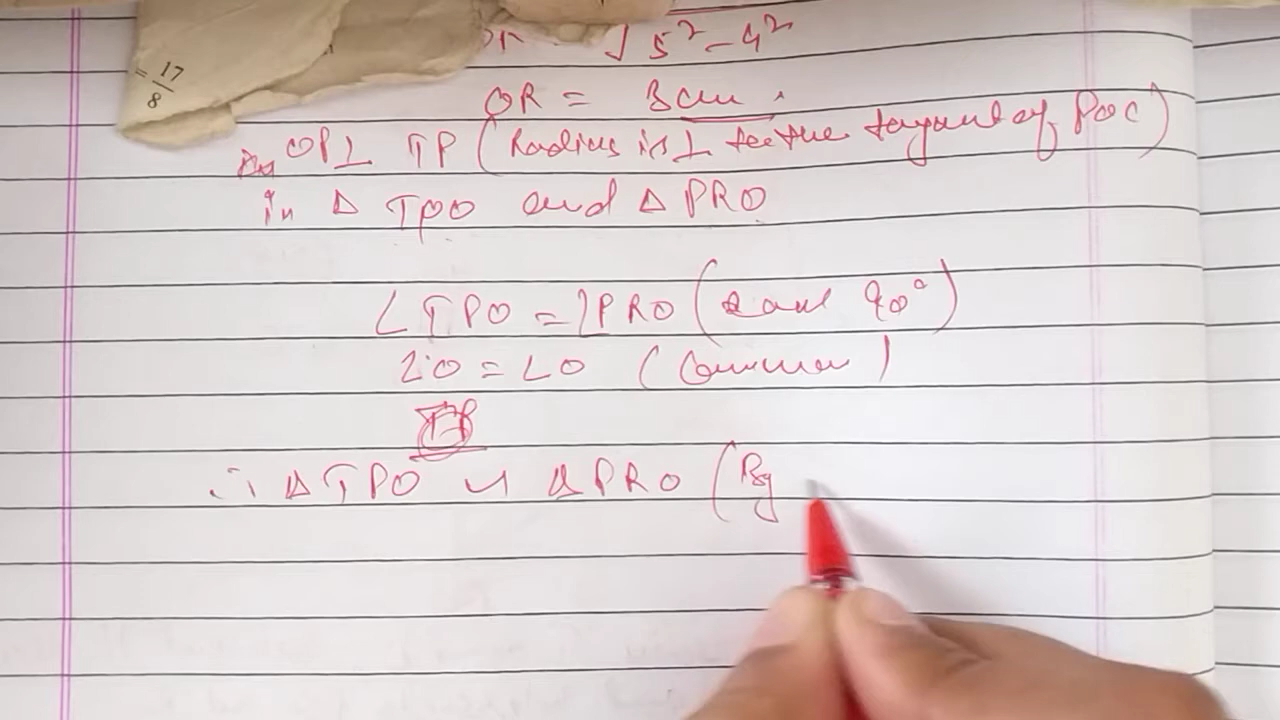 = 17/8
√5²-4²
OR = 3cm.
OP⊥ TP (Radius is ⊥ to the tangent of POC)
in Δ TPO and Δ PRO
∠TPO = ∠PRO (each 90°)
∠O = ∠O (Common)
TP
∴ Δ TPO ~ Δ PRO (By